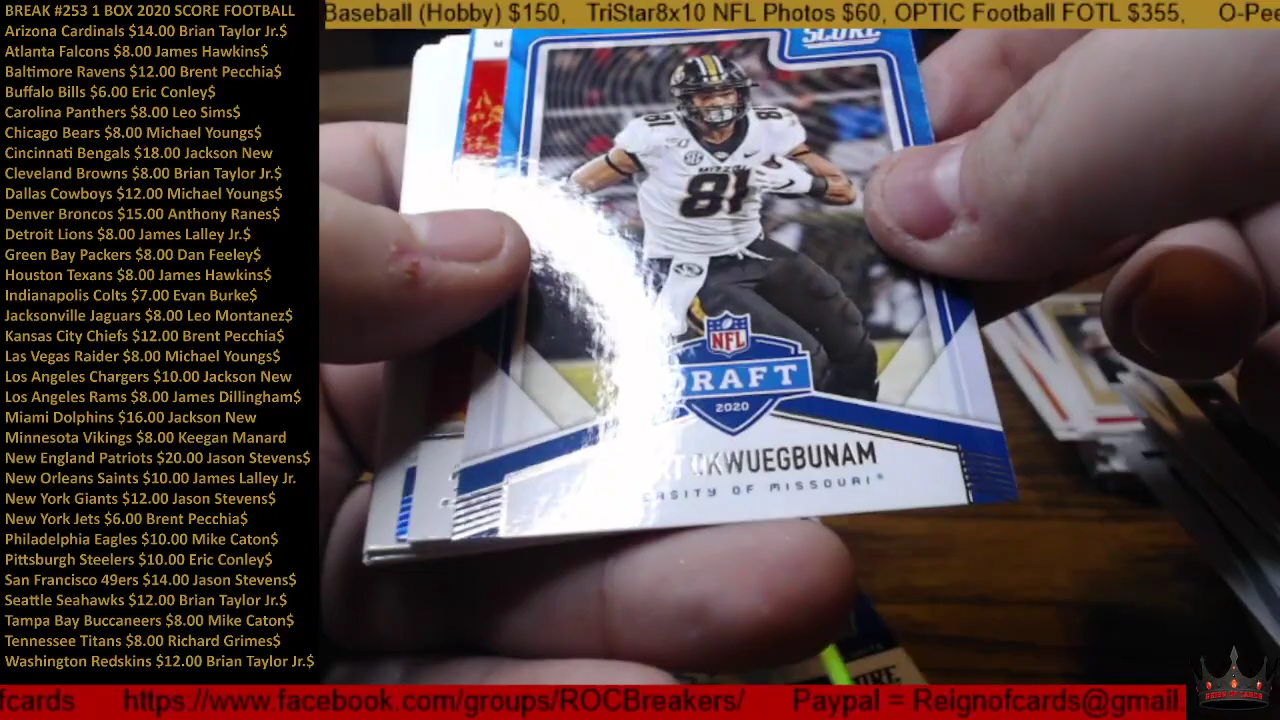 BREAK #253 1 BOX 2020 SCORE FOOTBALL
Arizona Cardinals $14.00 Brian Taylor Jr.$
Atlanta Falcons $8.00 James Hawkins$
Baltimore Ravens $12.00 Brent Pecchia$
Buffalo Bills $6.00 Eric Conley$
Carolina Panthers $8.00 Leo Sims$
Chicago Bears $8.00 Michael Youngs$
Cincinnati Bengals $18.00 Jackson New
Cleveland Browns $8.00 Brian Taylor Jr.$
Dallas Cowboys $12.00 Michael Youngs$
Denver Broncos $15.00 Anthony Ranes$
Detroit Lions $8.00 James Lalley Jr.$
Green Bay Packers $8.00 Dan Feeley$
Houston Texans $8.00 James Hawkins$
Indianapolis Colts $7.00 Evan Burke$
Jacksonville Jaguars $8.00 Leo Montanez$
Kansas City Chiefs $12.00 Brent Pecchia$
Las Vegas Raider $8.00 Michael Youngs$
Los Angeles Chargers $10.00 Jackson New
Los Angeles Rams $8.00 James Dillingham$
Miami Dolphins $16.00 Jackson New
Minnesota Vikings $8.00 Keegan Manard
New England Patriots $20.00 Jason Stevens$
New Orleans Saints $10.00 James Lalley Jr.
New York Giants $12.00 Jason Stevens$
New York Jets $6.00 Brent Pecchia$
Philadelphia Eagles $10.00 Mike Caton$
Pittsburgh Steelers $10.00 Eric Conley$
San Francisco 49ers $14.00 Jason Stevens$
Seattle Seahawks $12.00 Brian Taylor Jr.$
Tampa Bay Buccaneers $8.00 Mike Caton$
Tennessee Titans $8.00 Richard Grimes$
Washington Redskins $12.00 Brian Taylor Jr.$
Baseball (Hobby) $150, TriStar8x10 NFL Photos $60, OPTIC Football FOTL $355, O-Pee
SCORE
81
SEC
MIZZOU
81
NFL
DRAFT
2020
KWUEGBUNAM
ERSITY OF MISSOURI
REIGN OF CARDS
ofcards https://www.facebook.com/groups/ROCBreakers/ Paypal = Reignofcards@gmail.